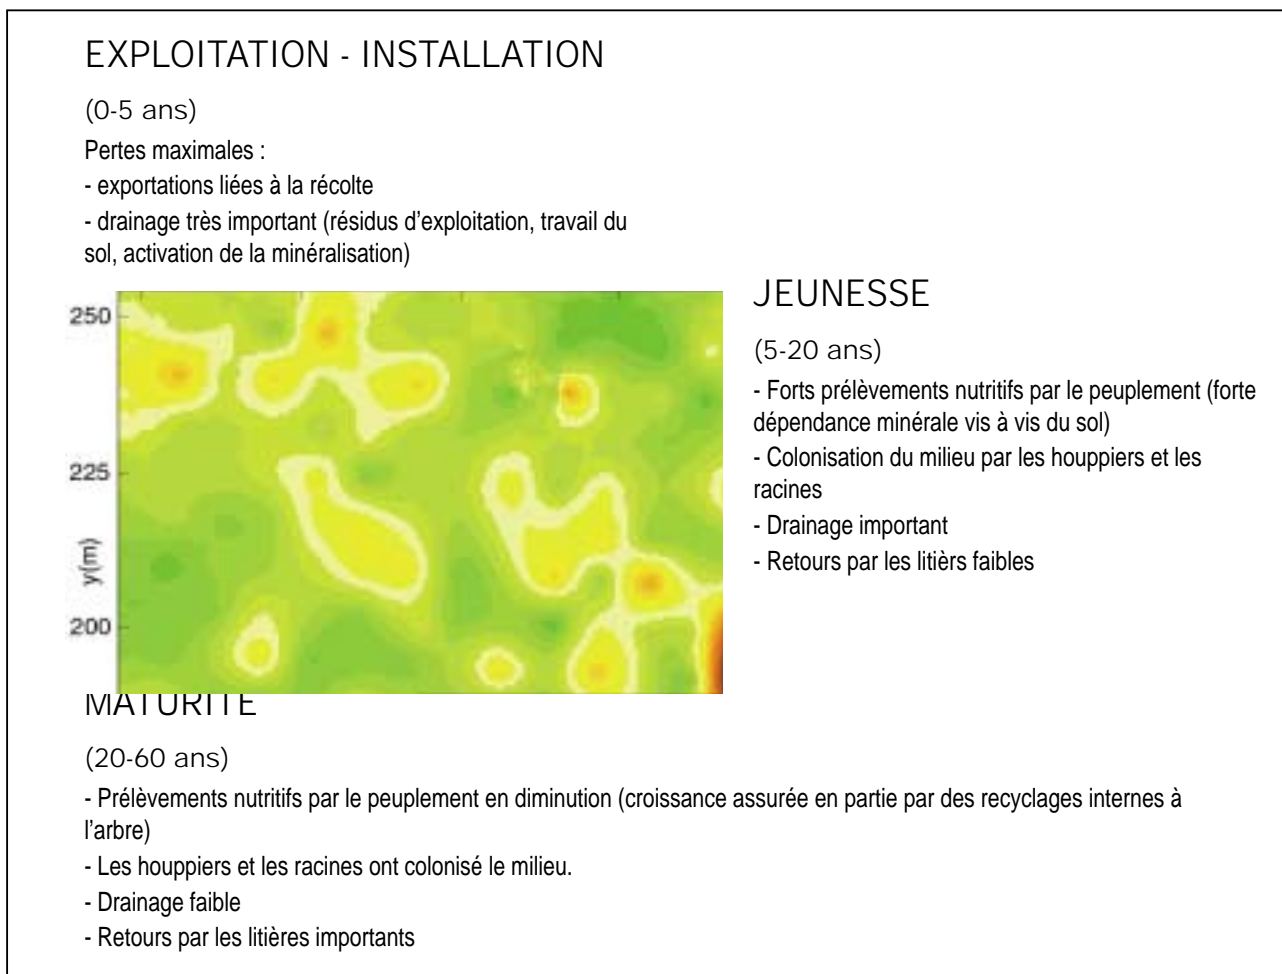 EXPLOITATION - INSTALLATION
(0-5 ans)
Pertes maximales :
- exportations liées à la récolte
- drainage très important (résidus d'exploitation, travail du
sol, activation de la minéralisation)
250
225
y(m)
200
JEUNESSE
(5-20 ans)
- Forts prélèvements nutritifs par le peuplement (forte
dépendance minérale vis à vis du sol)
- Colonisation du milieu par les houppiers et les
racines
- Drainage important
- Retours par les litièrs faibles
MATURITE
(20-60 ans)
- Prélèvements nutritifs par le peuplement en diminution (croissance assurée en partie par des recyclages internes à
l'arbre)
- Les houppiers et les racines ont colonisé le milieu.
- Drainage faible
- Retours par les litières importants